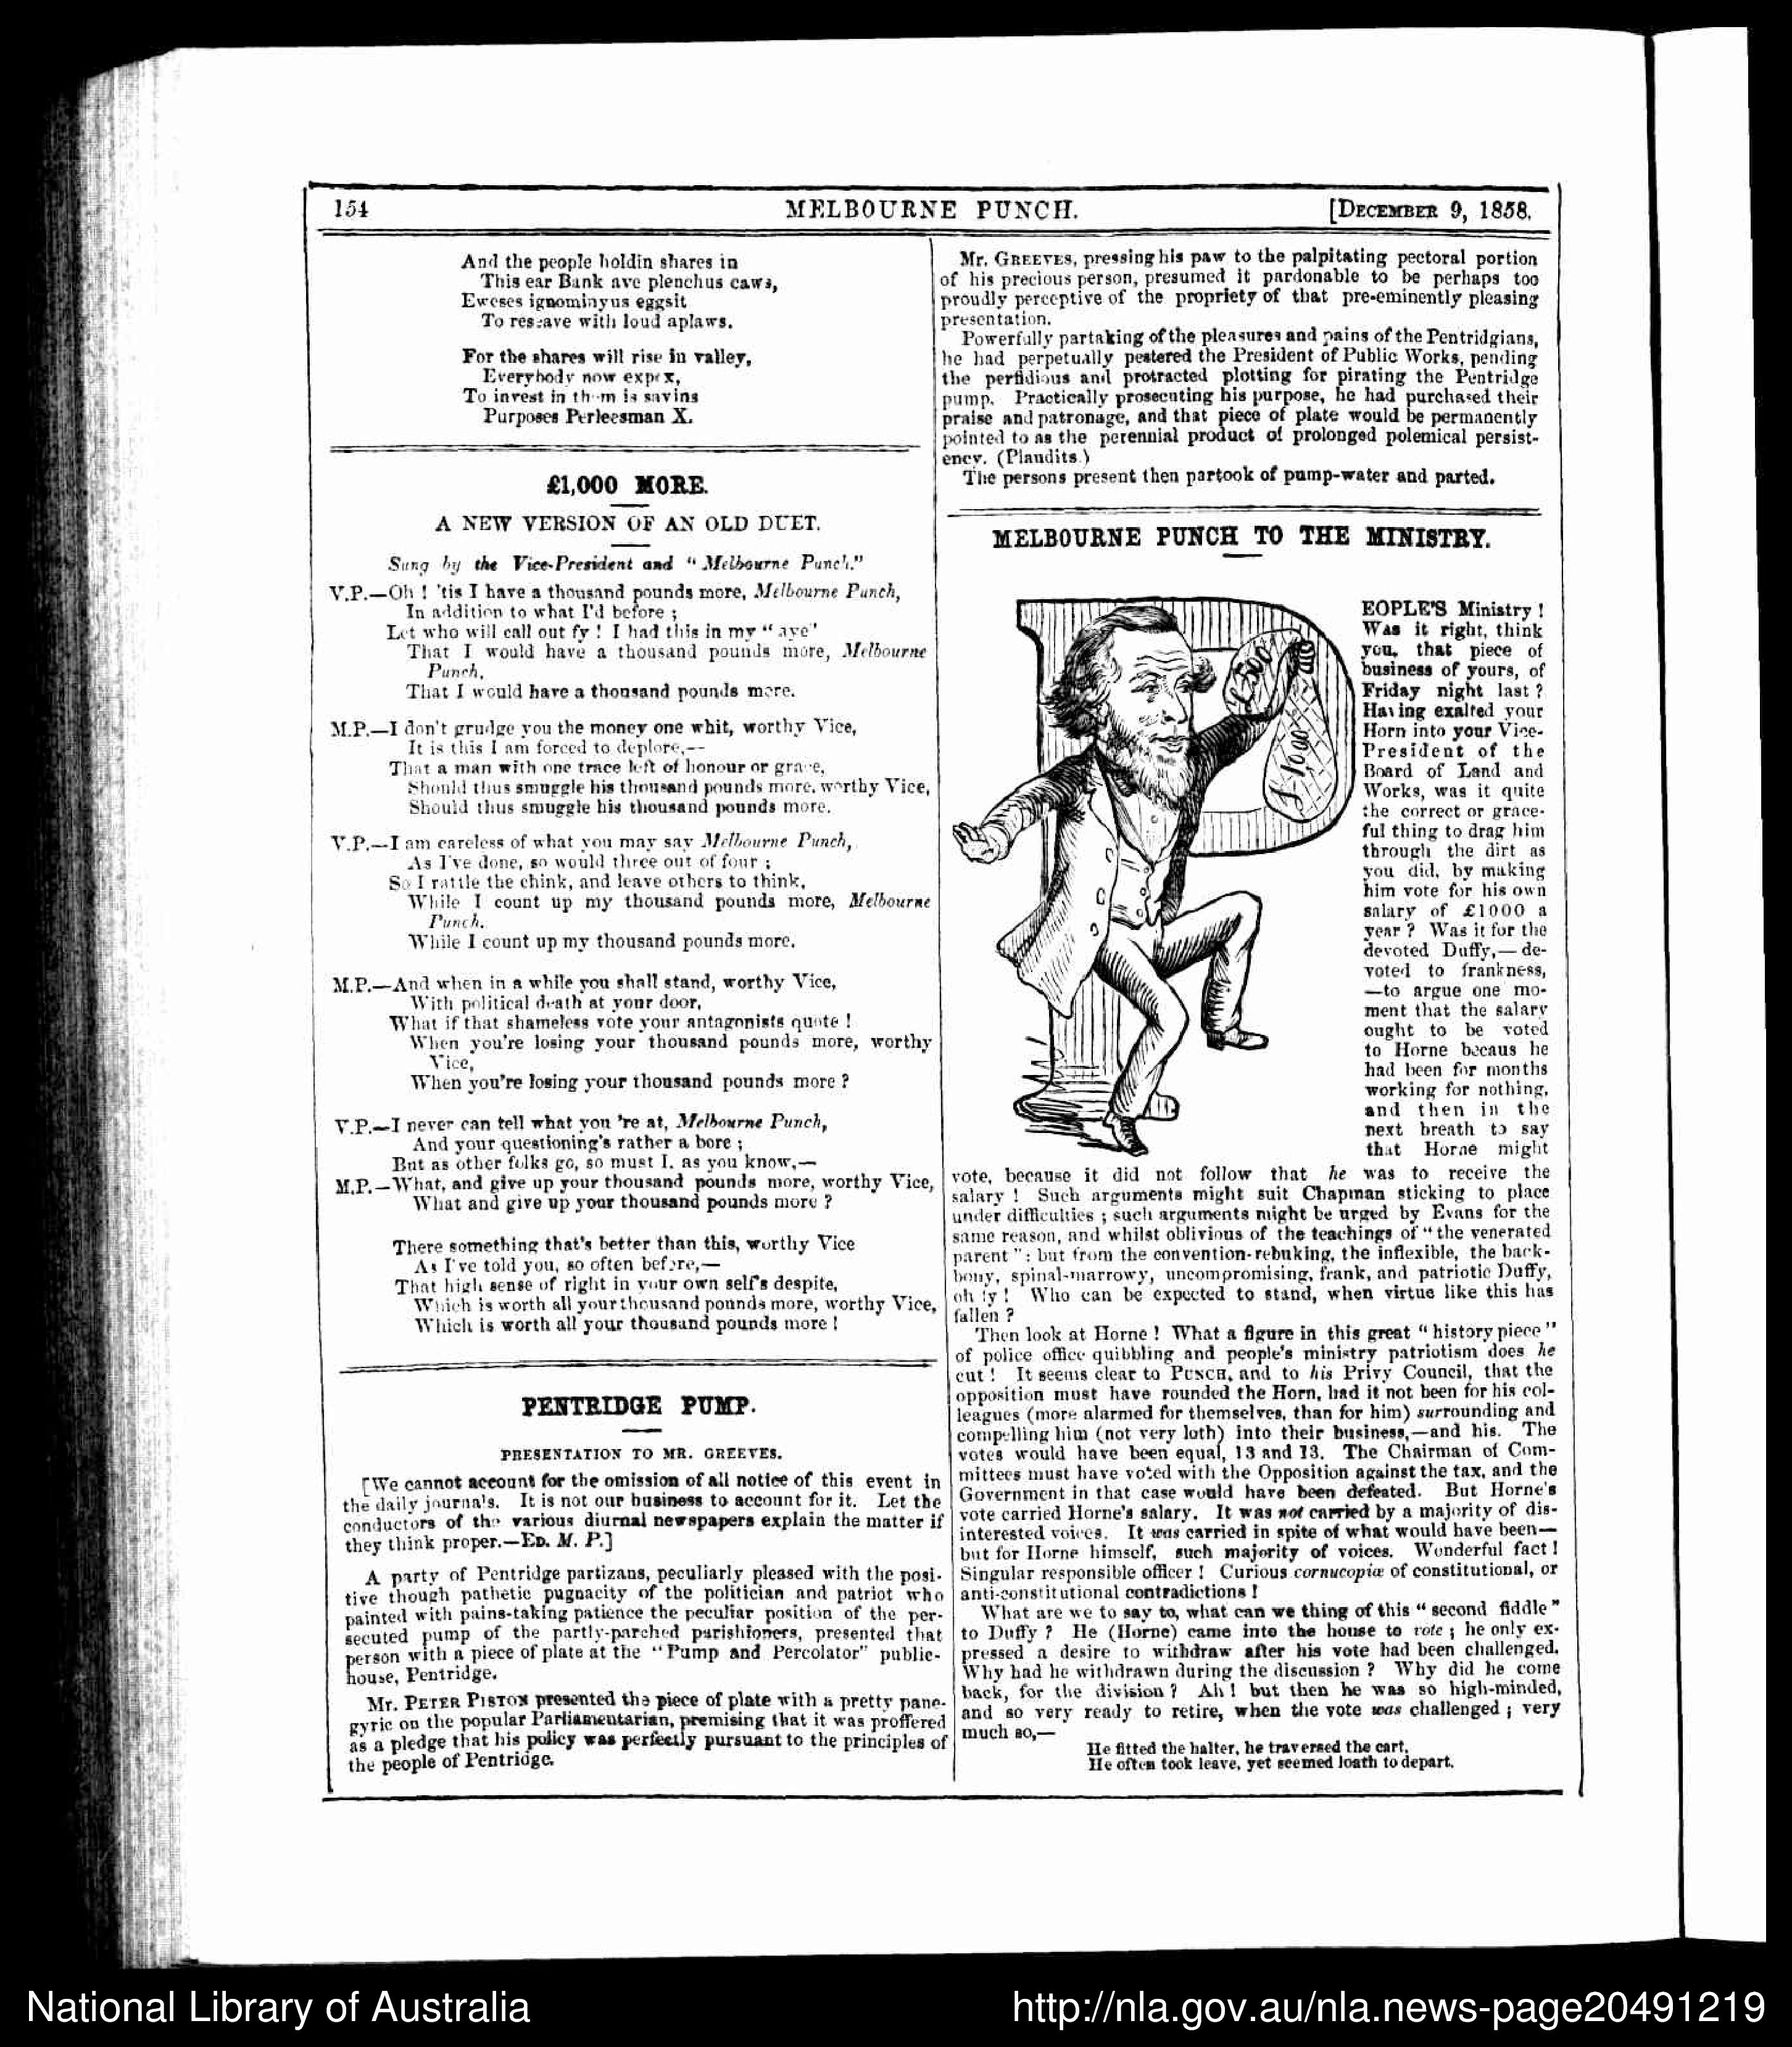 154
MELBOURNE PUNCH.
[DECEMBER 9, 1858.
And the people holdin shares in
This ear Bank ave plenchus caws,
Eweses ignominyus eggsit
To reseave with loud aplaws.
For the shares will rise in valley,
Everybody now expex,
To invest in them is savins
Purposes Perleesman X.
£1,000 MORE.
A NEW VERSION OF AN OLD DUET.
Sung by the Vice-President and "Melbourne Punch."
V.P.—Oh ! 'tis I have a thousand pounds more, Melbourne Punch,
In addition to what I'd before ;
Let who will call out fy ! I had this in my "aye"
That I would have a thousand pounds more, Melbourne
Punch,
That I would have a thousand pounds more.
M.P.—I don't grudge you the money one whit, worthy Vice,
It is this I am forced to deplore,--
That a man with one trace left of honour or grace,
Should thus smuggle his thousand pounds more, worthy Vice,
Should thus smuggle his thousand pounds more.
V.P.—I am careless of what you may say Melbourne Punch,
As I've done, so would three out of four ;
So I rattle the chink, and leave others to think,
While I count up my thousand pounds more, Melbourne
Punch.
While I count up my thousand pounds more.
M.P.—And when in a while you shall stand, worthy Vice,
With political death at your door,
What if that shameless vote your antagonists quote !
When you're losing your thousand pounds more, worthy
Vice,
When you're losing your thousand pounds more ?
V.P.—I never can tell what you 're at, Melbourne Punch,
And your questioning's rather a bore ;
But as other folks go, so must I, as you know,—
M.P.—What, and give up your thousand pounds more, worthy Vice,
What and give up your thousand pounds more ?
There something that's better than this, worthy Vice
As I've told you, so often before,—
That high sense of right in your own self's despite,
Which is worth all your thousand pounds more, worthy Vice,
Which is worth all your thousand pounds more !
PENTRIDGE PUMP.
PRESENTATION TO MR. GREEVES.
[We cannot account for the omission of all notice of this event in
the daily journals. It is not our business to account for it. Let the
conductors of the various diurnal newspapers explain the matter if
they think proper.—ED. M. P.]
A party of Pentridge partizans, peculiarly pleased with the posi-
tive though pathetic pugnacity of the politician and patriot who
painted with pains-taking patience the peculiar position of the per-
secuted pump of the partly-parched parishioners, presented that
person with a piece of plate at the "Pump and Percolator" public-
house, Pentridge.
Mr. PETER PISTON presented the piece of plate with a pretty pane-
gyric on the popular Parliamentarian, premising that it was proffered
as a pledge that his policy was perfectly pursuant to the principles of
the people of Pentridge.
Mr. GREEVES, pressing his paw to the palpitating pectoral portion
of his precious person, presumed it pardonable to be perhaps too
proudly perceptive of the propriety of that pre-eminently pleasing
presentation.
Powerfully partaking of the pleasures and pains of the Pentridgians,
he had perpetually pestered the President of Public Works, pending
the perfidious and protracted plotting for pirating the Pentridge
pump. Practically prosecuting his purpose, he had purchased their
praise and patronage, and that piece of plate would be permanently
pointed to as the perennial product of prolonged polemical persist-
ency. (Plaudits.)
The persons present then partook of pump-water and parted.
MELBOURNE PUNCH TO THE MINISTRY.
£500
£1000
PEOPLE'S Ministry !
Was it right, think
you, that piece of
business of yours, of
Friday night last ?
Having exalted your
Horn into your Vice-
President of the
Board of Land and
Works, was it quite
the correct or grace-
ful thing to drag him
through the dirt as
you did, by making
him vote for his own
salary of £1000 a
year ? Was it for the
devoted Duffy,—de-
voted to frankness,
—to argue one mo-
ment that the salary
ought to be voted
to Horne becaus he
had been for months
working for nothing,
and then in the
next breath to say
that Horne might
vote, because it did not follow that he was to receive the
salary ! Such arguments might suit Chapman sticking to place
under difficulties ; such arguments might be urged by Evans for the
same reason, and whilst oblivious of the teachings of "the venerated
parent" : but from the convention-rebuking, the inflexible, the back-
bony, spinal-marrowy, uncompromising, frank, and patriotic Duffy,
oh fy ! Who can be expected to stand, when virtue like this has
fallen ?
Then look at Horne ! What a figure in this great "history piece"
of police office quibbling and people's ministry patriotism does he
cut ! It seems clear to PUNCH, and to his Privy Council, that the
opposition must have rounded the Horn, had it not been for his col-
leagues (more alarmed for themselves, than for him) surrounding and
compelling him (not very loth) into their business,—and his. The
votes would have been equal, 13 and 13. The Chairman of Com-
mittees must have voted with the Opposition against the tax, and the
Government in that case would have been defeated. But Horne's
vote carried Horne's salary. It was not carried by a majority of dis-
interested voices. It was carried in spite of what would have been—
but for Horne himself, such majority of voices. Wonderful fact !
Singular responsible officer ! Curious cornucopiæ of constitutional, or
anti-constitutional contradictions !
What are we to say to, what can we thing of this "second fiddle"
to Duffy ? He (Horne) came into the house to vote ; he only ex-
pressed a desire to withdraw after his vote had been challenged.
Why had he withdrawn during the discussion ? Why did he come
back, for the division ? Ah ! but then he was so high-minded,
and so very ready to retire, when the vote was challenged ; very
much so,—
He fitted the halter, he traversed the cart,
He often took leave, yet seemed loath to depart.
National Library of Australia
http://nla.gov.au/nla.news-page20491219